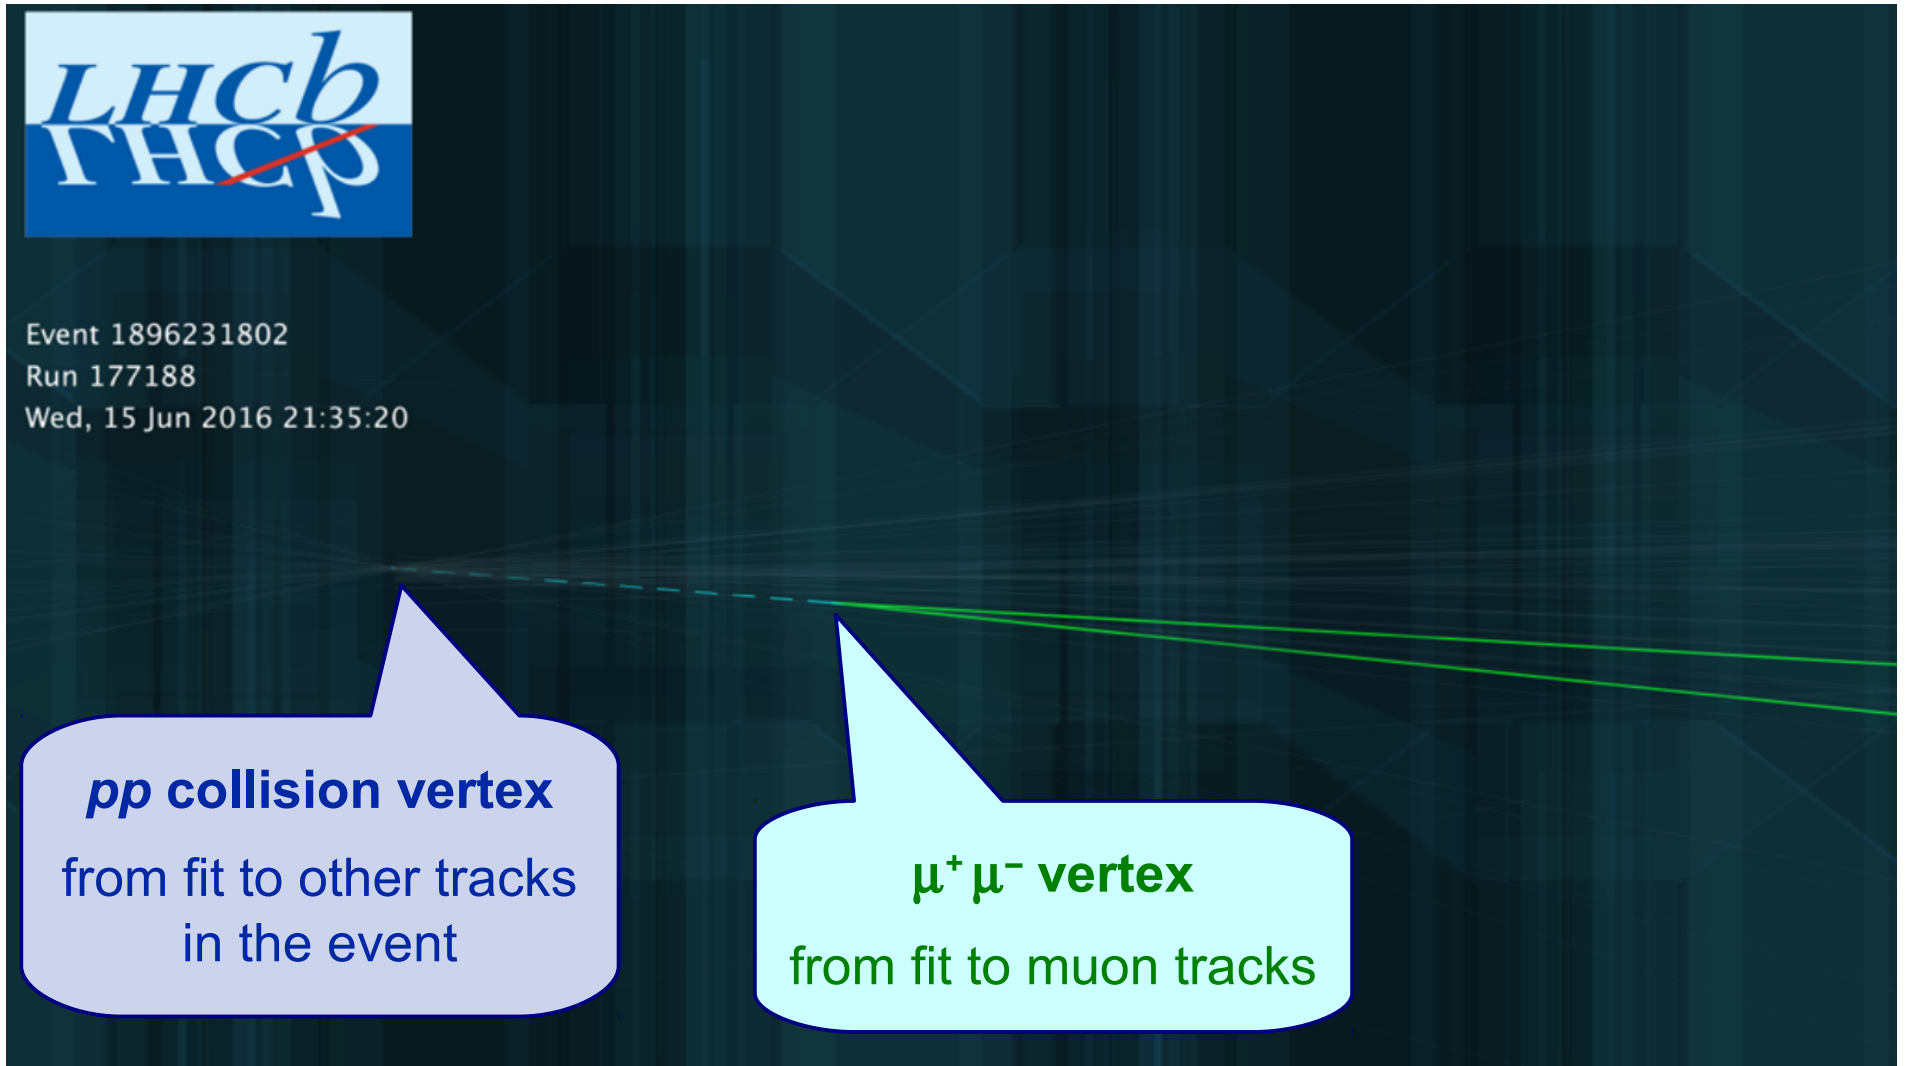 LHCb
LHCb
Event 1896231802
Run 177188
Wed, 15 Jun 2016 21:35:20
pp collision vertex
from fit to other tracks
in the event
μ⁺μ⁻ vertex
from fit to muon tracks